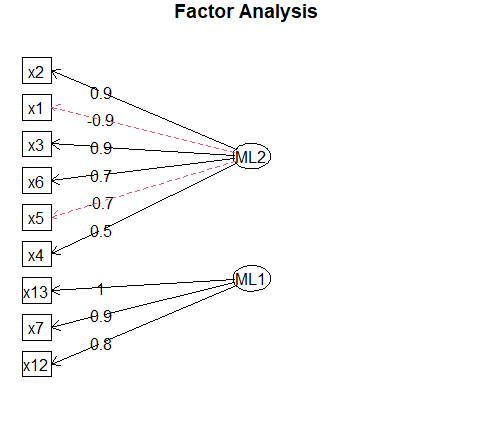 Factor Analysis
x2
0.9
x1
-0.9
x3
0.9
ML2
x6
0.7
x5
-0.7
x4
0.5
x13
1
ML1
x7
0.9
x12
0.8